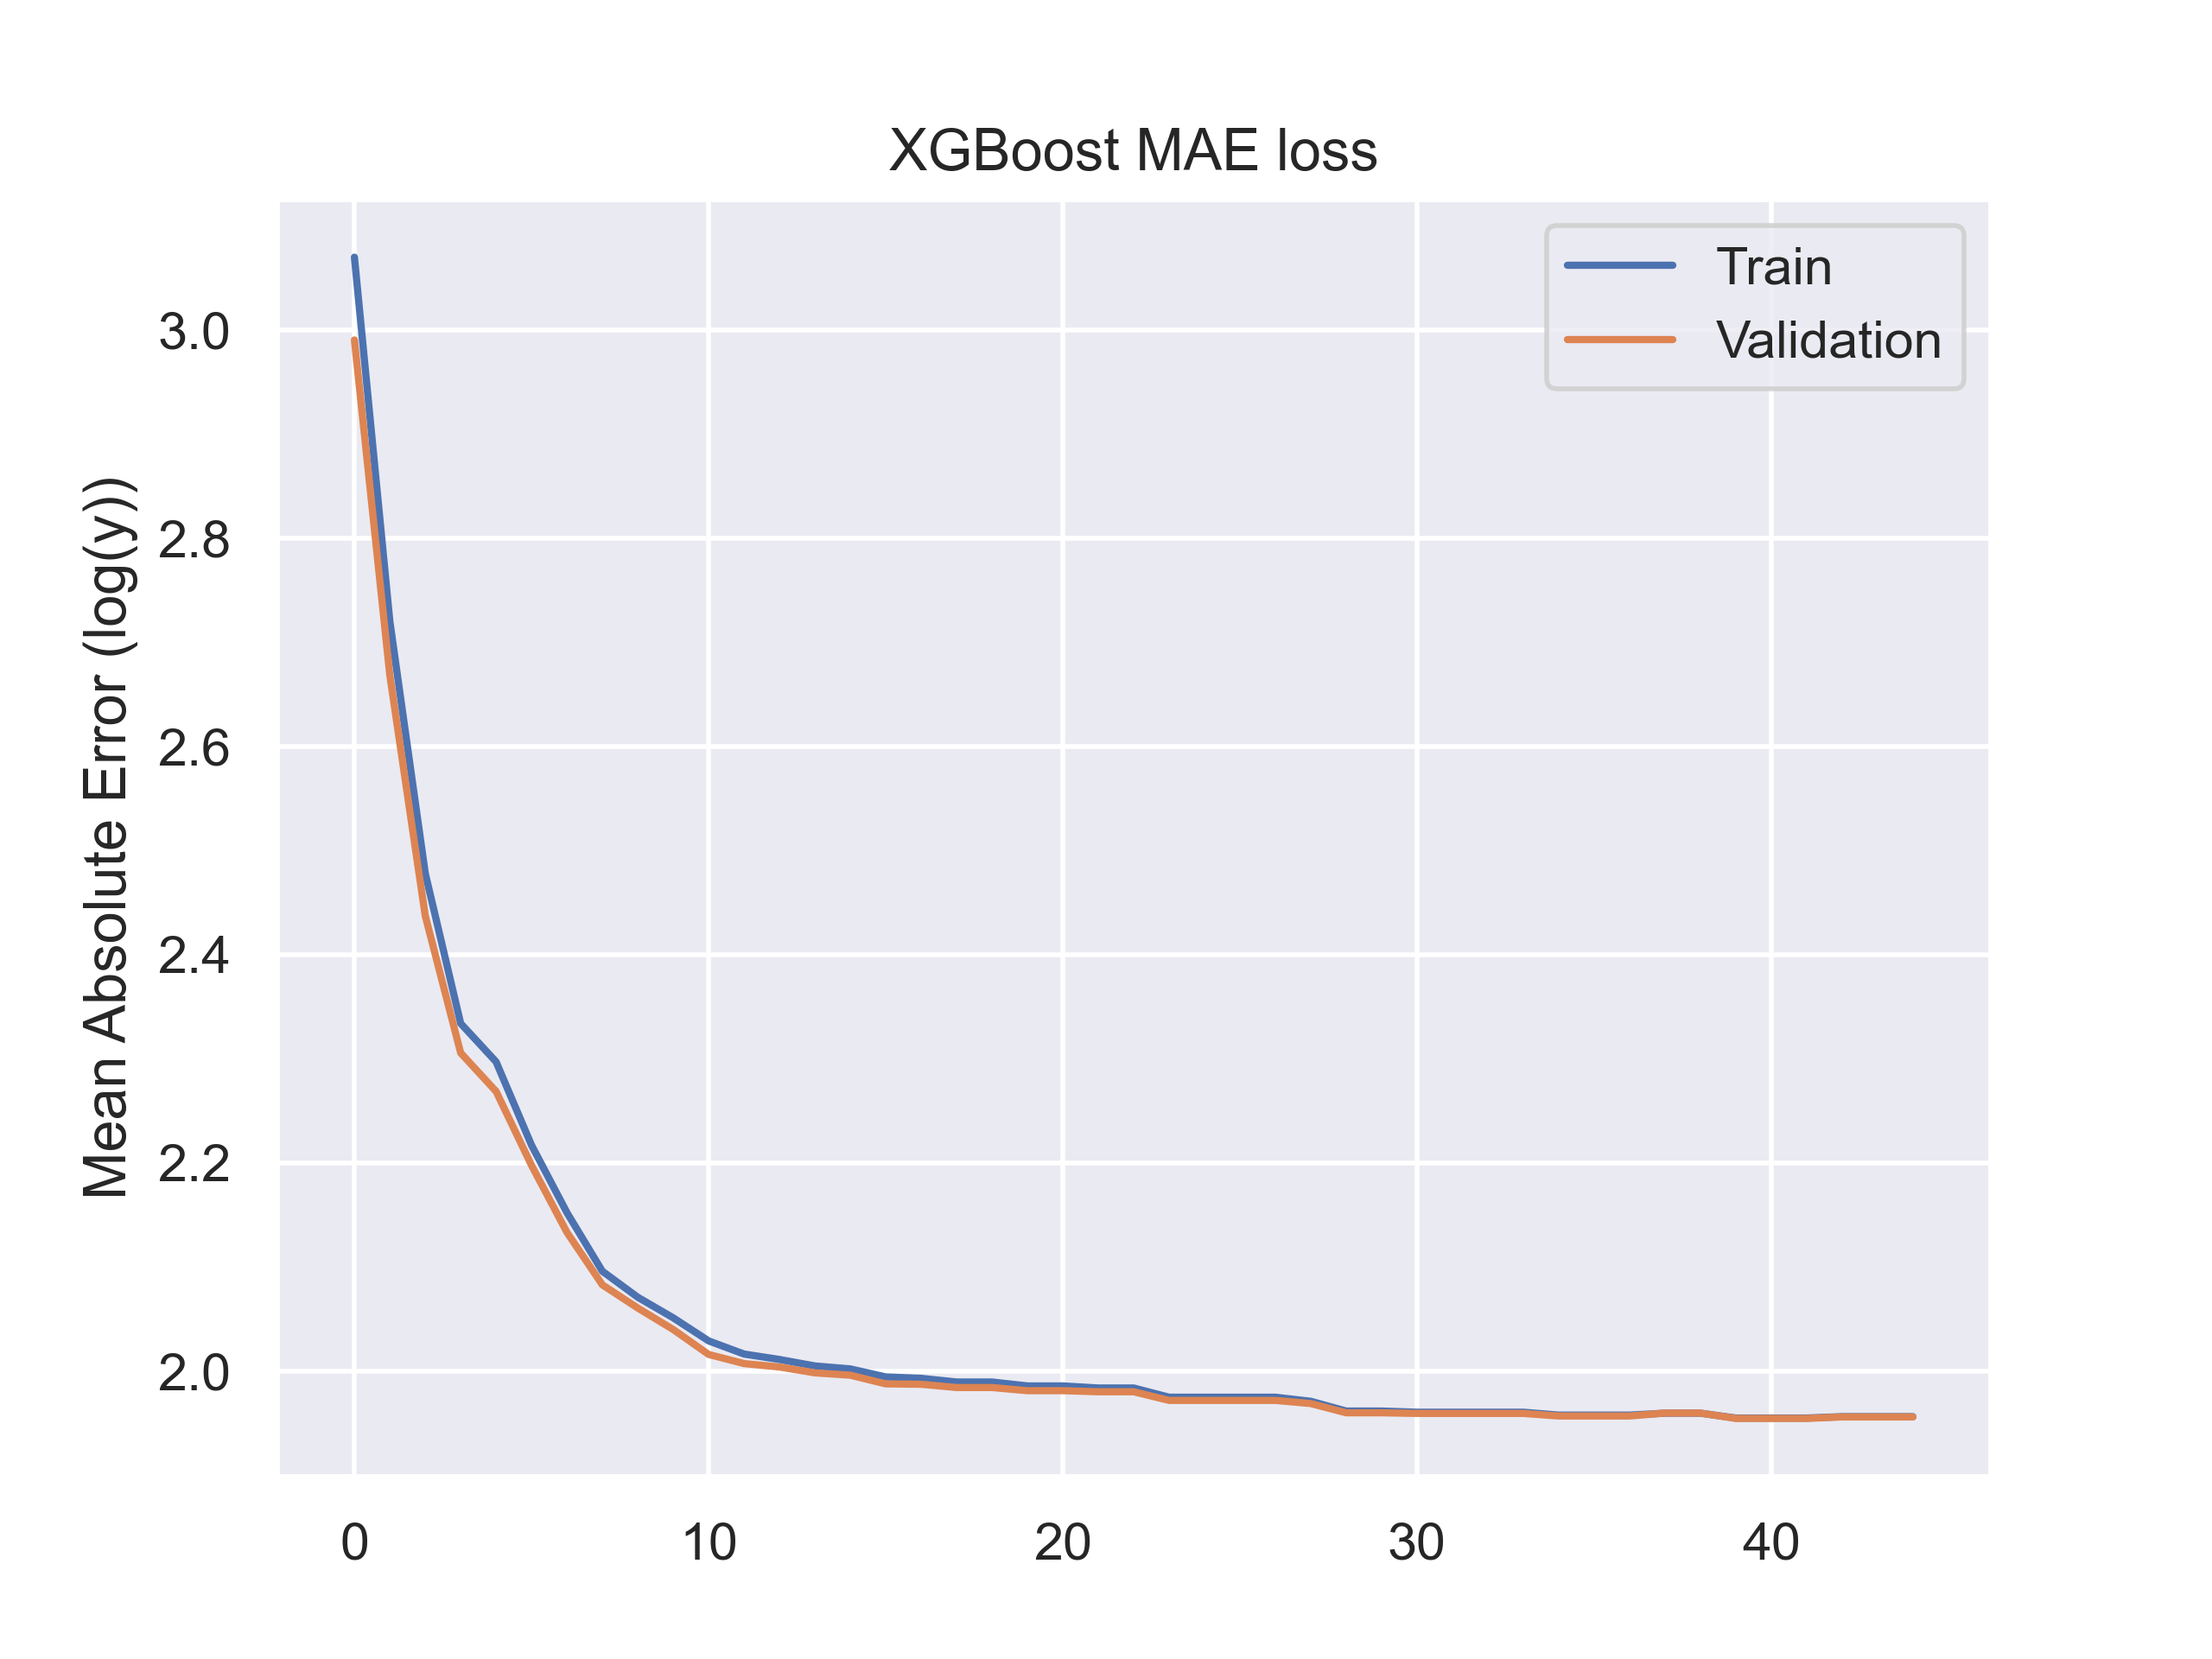 XGBoost MAE loss
Train
Validation
Mean Absolute Error (log(y))
3.0
2.8
2.6
2.4
2.2
2.0
0 10 20 30 40